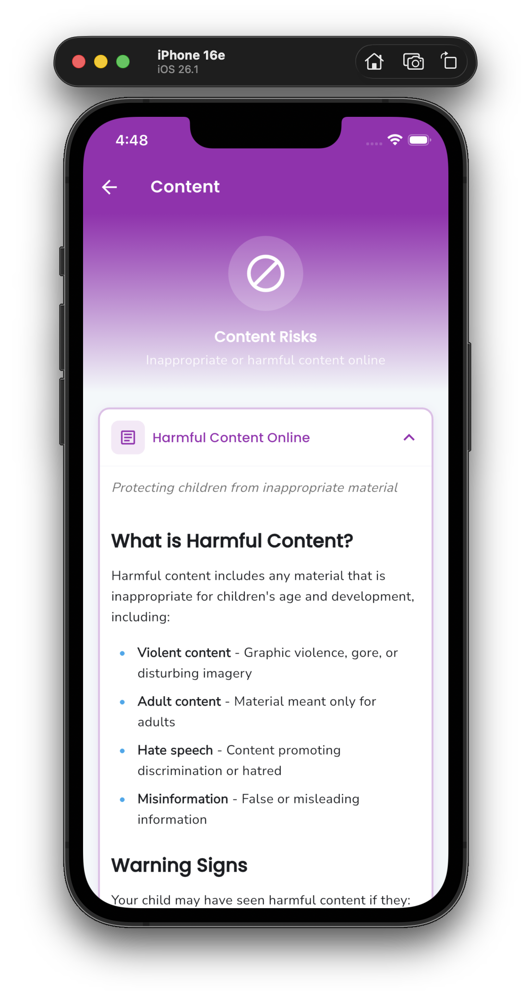 iPhone 16e
iOS 26.1
4:48
Content
Content Risks
Inappropriate or harmful content online
Harmful Content Online
Protecting children from inappropriate material
What is Harmful Content?
Harmful content includes any material that is
inappropriate for children's age and development,
including:
• Violent content - Graphic violence, gore, or
disturbing imagery
• Adult content - Material meant only for
adults
• Hate speech - Content promoting
discrimination or hatred
• Misinformation - False or misleading
information
Warning Signs
Your child may have seen harmful content if they: